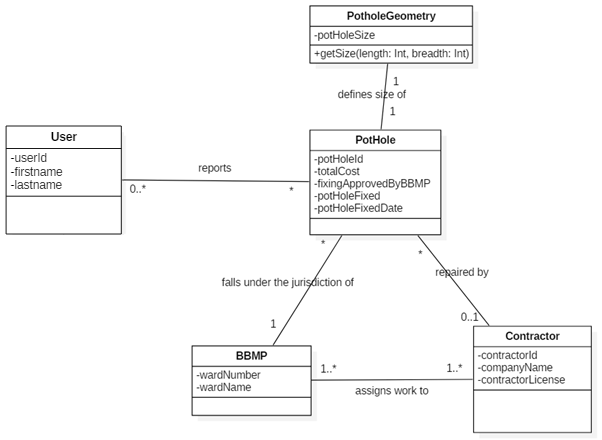 PotholeGeometry
-potHoleSize
+getSize(length: Int, breadth: Int)
1
defines size of
1
User
-userId
-firstname
-lastname
reports
0..*
*
PotHole
-potHoleId
-totalCost
-fixingApprovedByBBMP
-potHoleFixed
-potHoleFixedDate
*
*
falls under the jurisdiction of
repaired by
1
0..1
BBMP
-wardNumber
-wardName
1..*
1..*
assigns work to
Contractor
-contractorId
-companyName
-contractorLicense